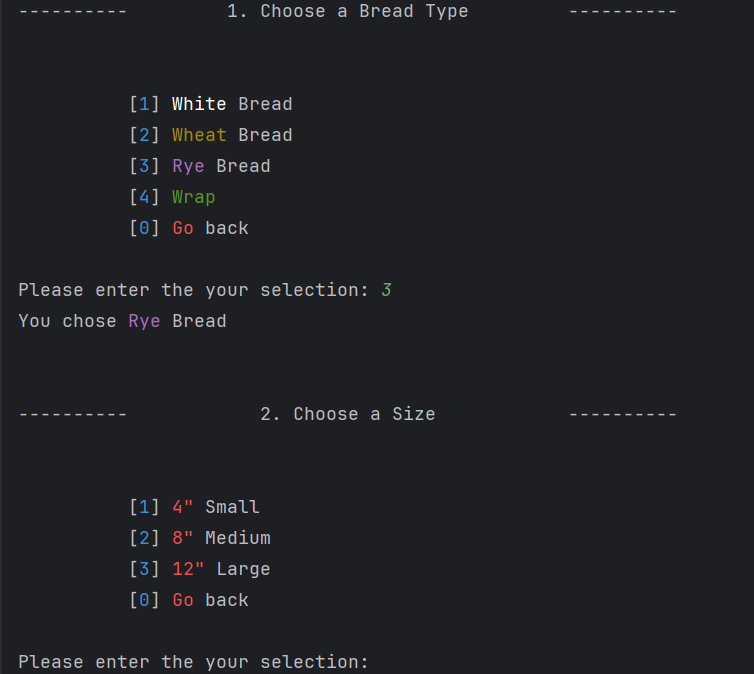 ---------- 1. Choose a Bread Type ----------
[1] White Bread
[2] Wheat Bread
[3] Rye Bread
[4] Wrap
[0] Go back
Please enter the your selection: 3
You chose Rye Bread
---------- 2. Choose a Size ----------
[1] 4" Small
[2] 8" Medium
[3] 12" Large
[0] Go back
Please enter the your selection: